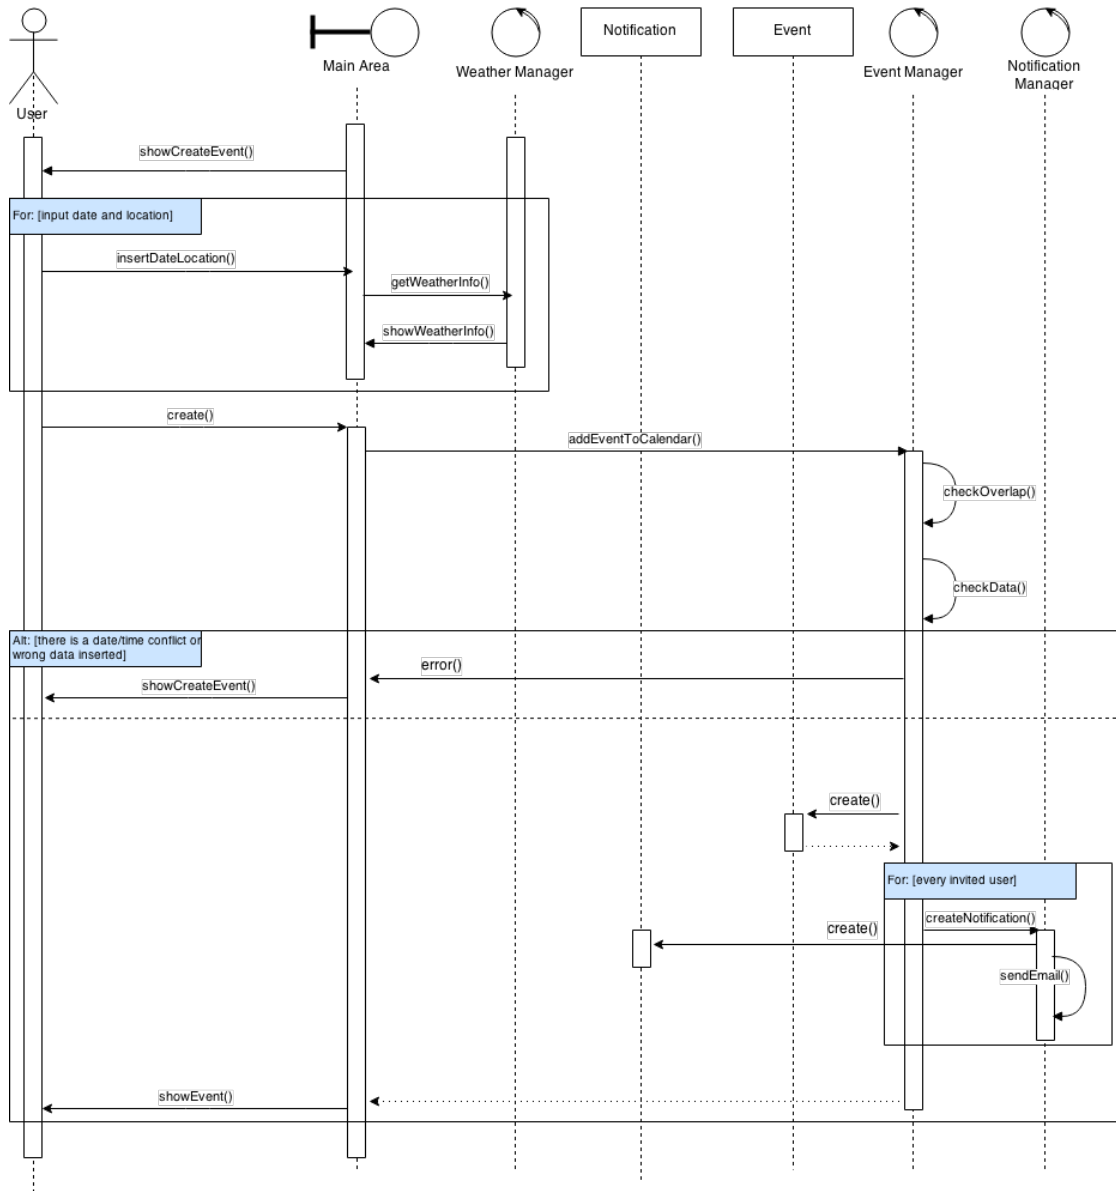 Notification
Event
User
Main Area
Weather Manager
Event Manager
Notification
Manager
showCreateEvent()
For: [input date and location]
insertDateLocation()
getWeatherInfo()
showWeatherInfo()
create()
addEventToCalendar()
checkOverlap()
checkData()
Alt: [there is a date/time conflict or
wrong data inserted]
error()
showCreateEvent()
create()
For: [every invited user]
createNotification()
create()
sendEmail()
showEvent()